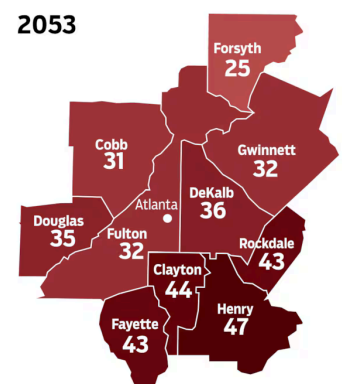 2053
Forsyth
25
Cobb
31
Gwinnett
32
DeKalb
36
Atlanta
Douglas
35
Fulton
32
Rockdale
43
Clayton
44
Henry
47
Fayette
43